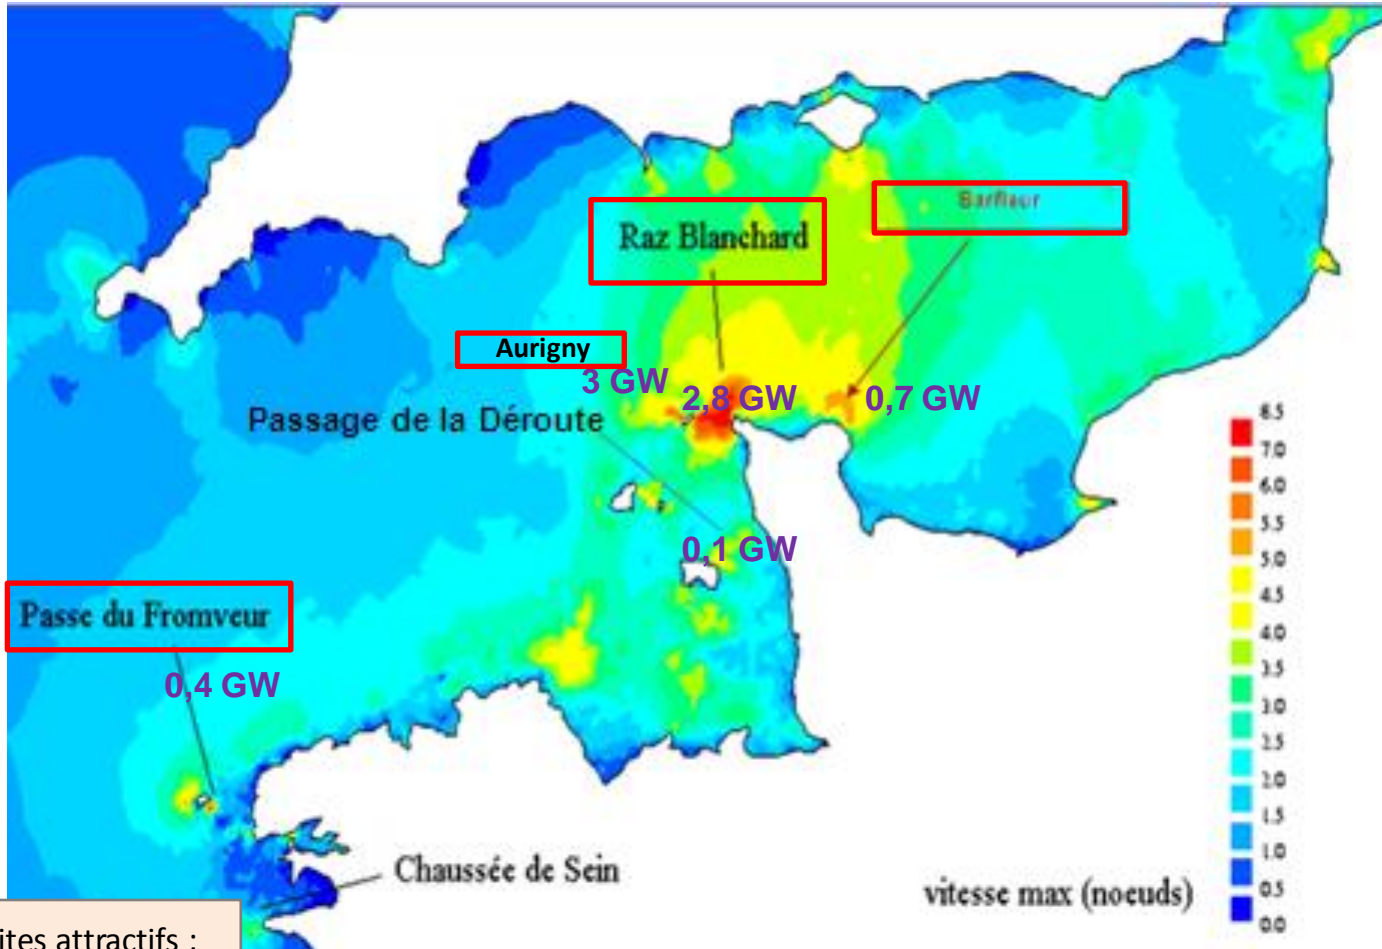 Barfleur
Raz Blanchard
Aurigny
3 GW
2,8 GW
0,7 GW
Passage de la Déroute
0,1 GW
Passe du Fromveur
0,4 GW
Chaussée de Sein
vitesse max (noeuds)
8.5
7.0
6.0
5.5
5.0
4.5
4.0
3.5
3.0
2.5
2.0
1.5
1.0
0.5
0.0
ites attractifs :